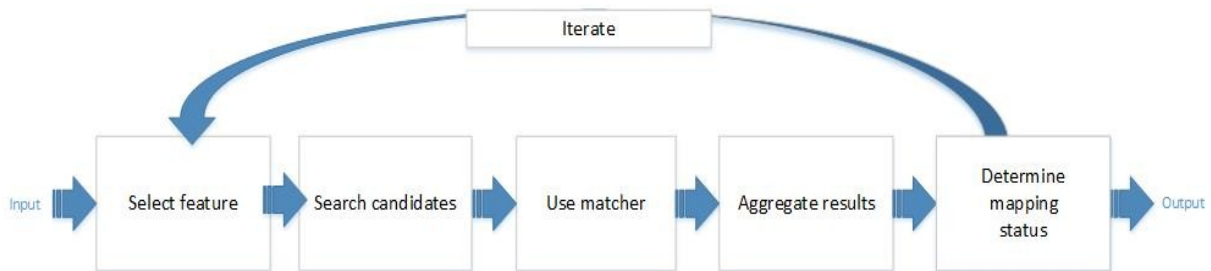 Iterate
Input
Select feature
Search candidates
Use matcher
Aggregate results
Determine
mapping
status
Output